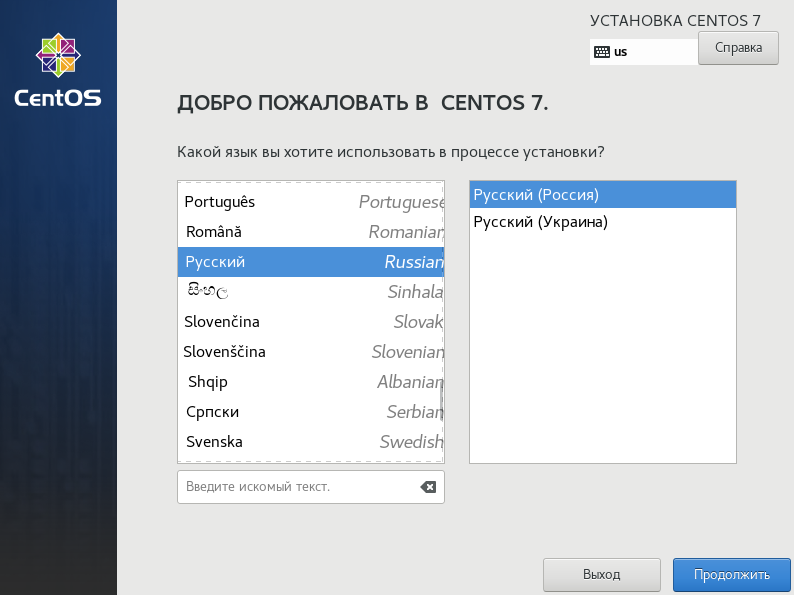 CentOS
УСТАНОВКА CENTOS 7
us
Справка
ДОБРО ПОЖАЛОВАТЬ В CENTOS 7.
Какой язык вы хотите использовать в процессе установки?
Português Portuguese
Română Romanian
Русский Russian
සිංහල Sinhala
Slovenčina Slovak
Slovenščina Slovenian
Shqip Albanian
Српски Serbian
Svenska Swedish
Русский (Россия)
Русский (Украина)
Введите искомый текст.
Выход
Продолжить